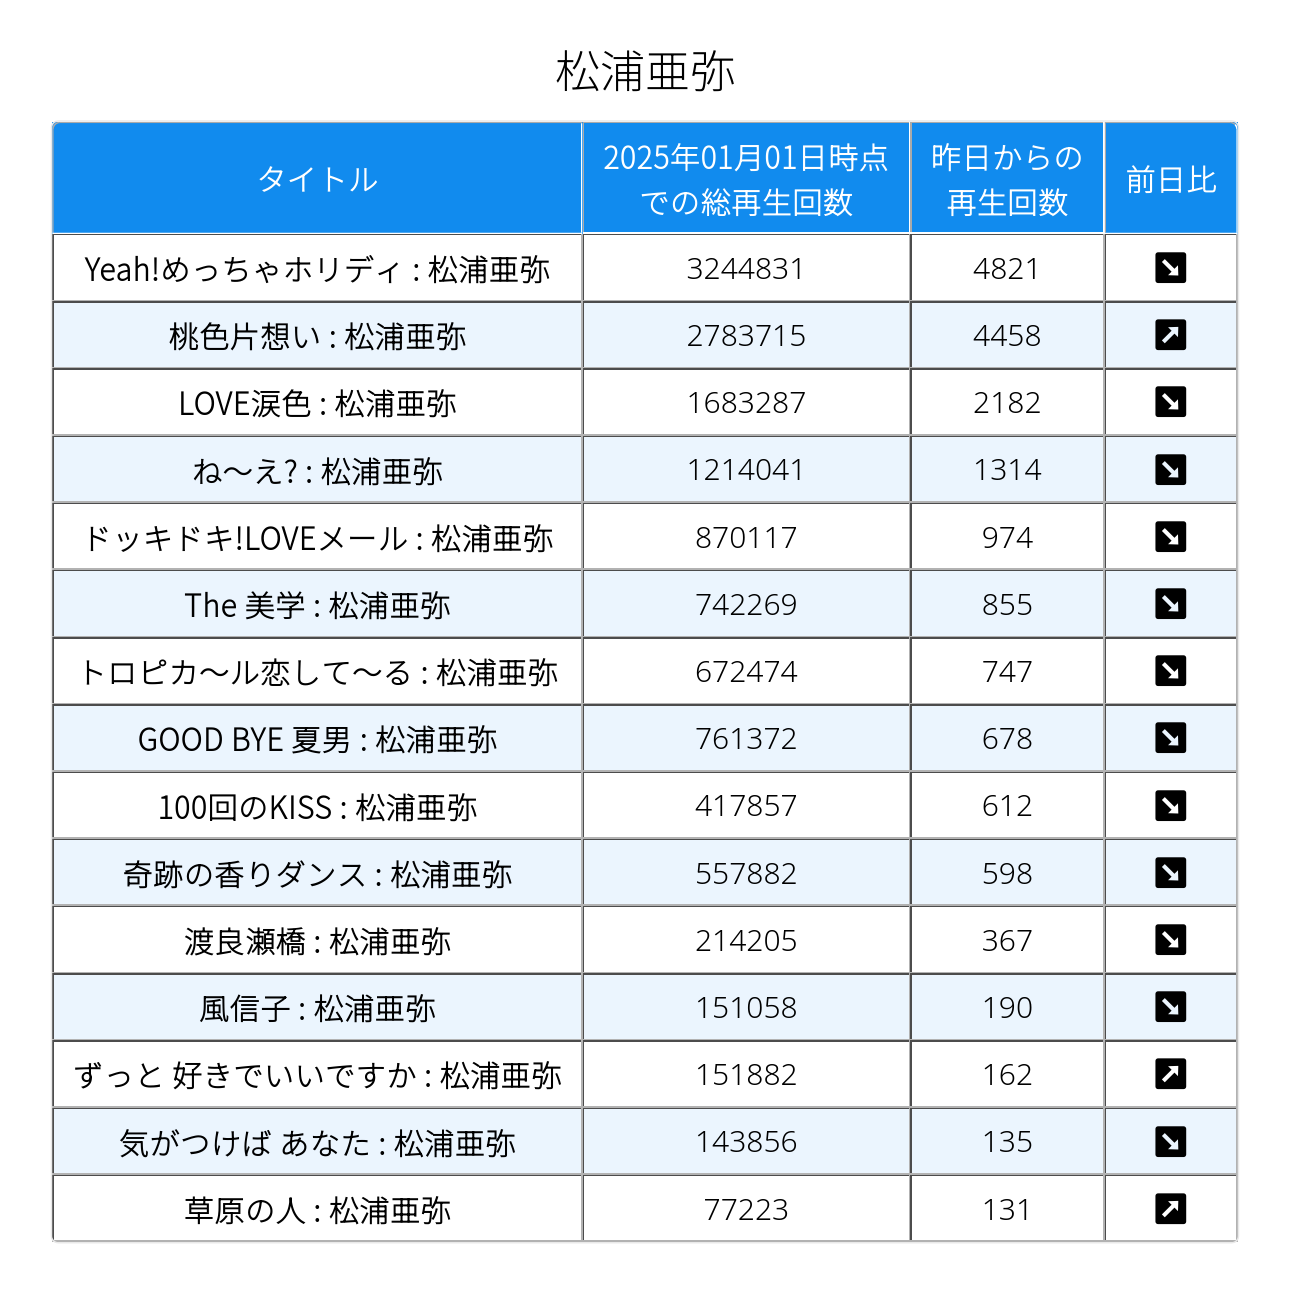 松浦亜弥
タイトル 2025年01月01日時点での総再生回数 昨日からの再生回数 前日比
Yeah!めっちゃホリディ : 松浦亜弥 3244831 4821 ↘
桃色片想い : 松浦亜弥 2783715 4458 ↗
LOVE涙色 : 松浦亜弥 1683287 2182 ↘
ね〜え? : 松浦亜弥 1214041 1314 ↘
ドッキドキ!LOVEメール : 松浦亜弥 870117 974 ↘
The 美学 : 松浦亜弥 742269 855 ↘
トロピカ〜ル恋して〜る : 松浦亜弥 672474 747 ↘
GOOD BYE 夏男 : 松浦亜弥 761372 678 ↘
100回のKISS : 松浦亜弥 417857 612 ↘
奇跡の香りダンス : 松浦亜弥 557882 598 ↘
渡良瀬橋 : 松浦亜弥 214205 367 ↘
風信子 : 松浦亜弥 151058 190 ↘
ずっと 好きでいいですか : 松浦亜弥 151882 162 ↗
気がつけば あなた : 松浦亜弥 143856 135 ↘
草原の人 : 松浦亜弥 77223 131 ↗